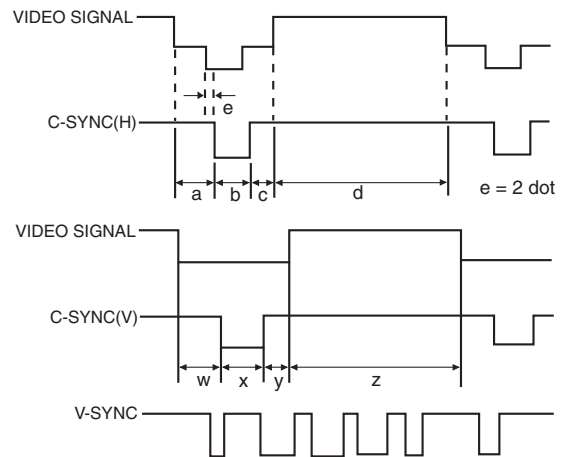 VIDEO SIGNAL
e
C-SYNC(H)
a b c d
e = 2 dot
VIDEO SIGNAL
C-SYNC(V)
w x y z
V-SYNC